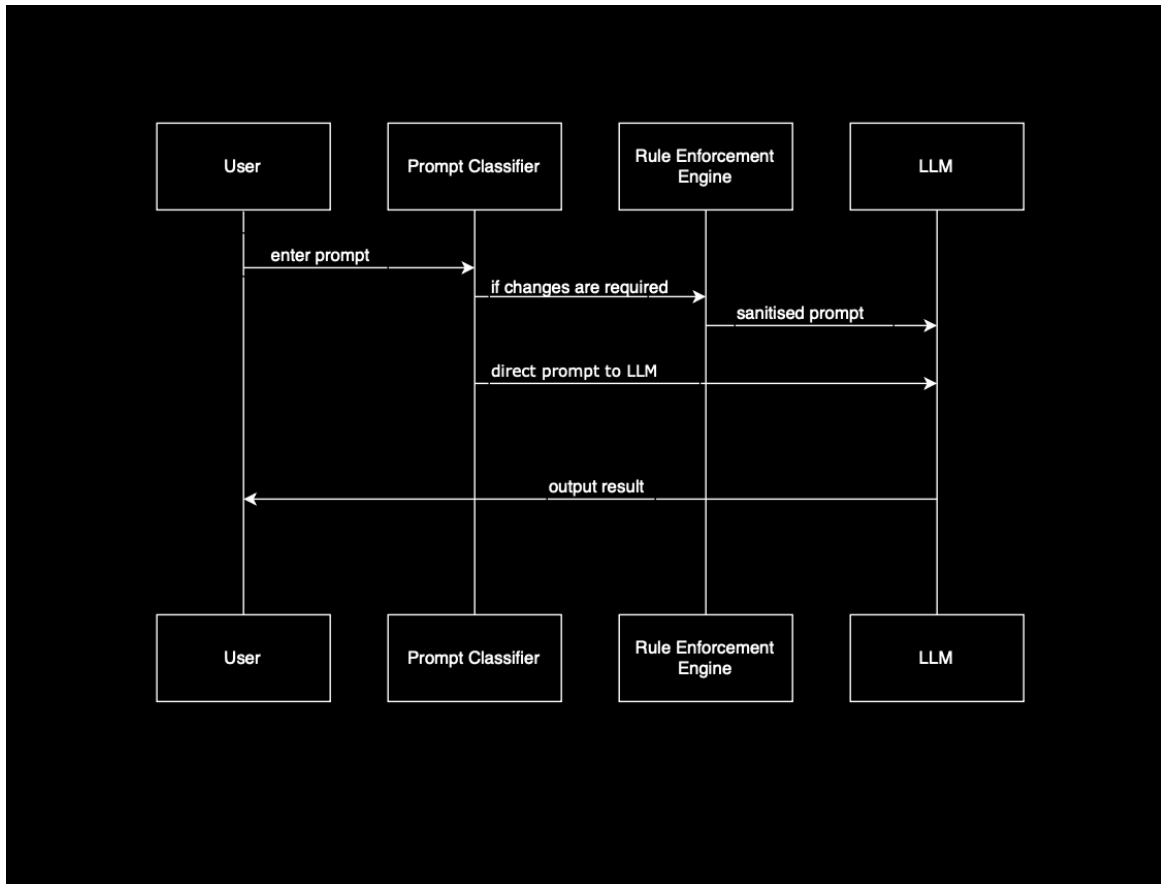 User
Prompt Classifier
Rule Enforcement
Engine
LLM
enter prompt
if changes are required
sanitised prompt
direct prompt to LLM
output result
User
Prompt Classifier
Rule Enforcement
Engine
LLM